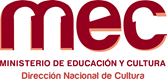 mec
MINISTERIO DE EDUCACIÓN Y CULTURA
Dirección Nacional de Cultura